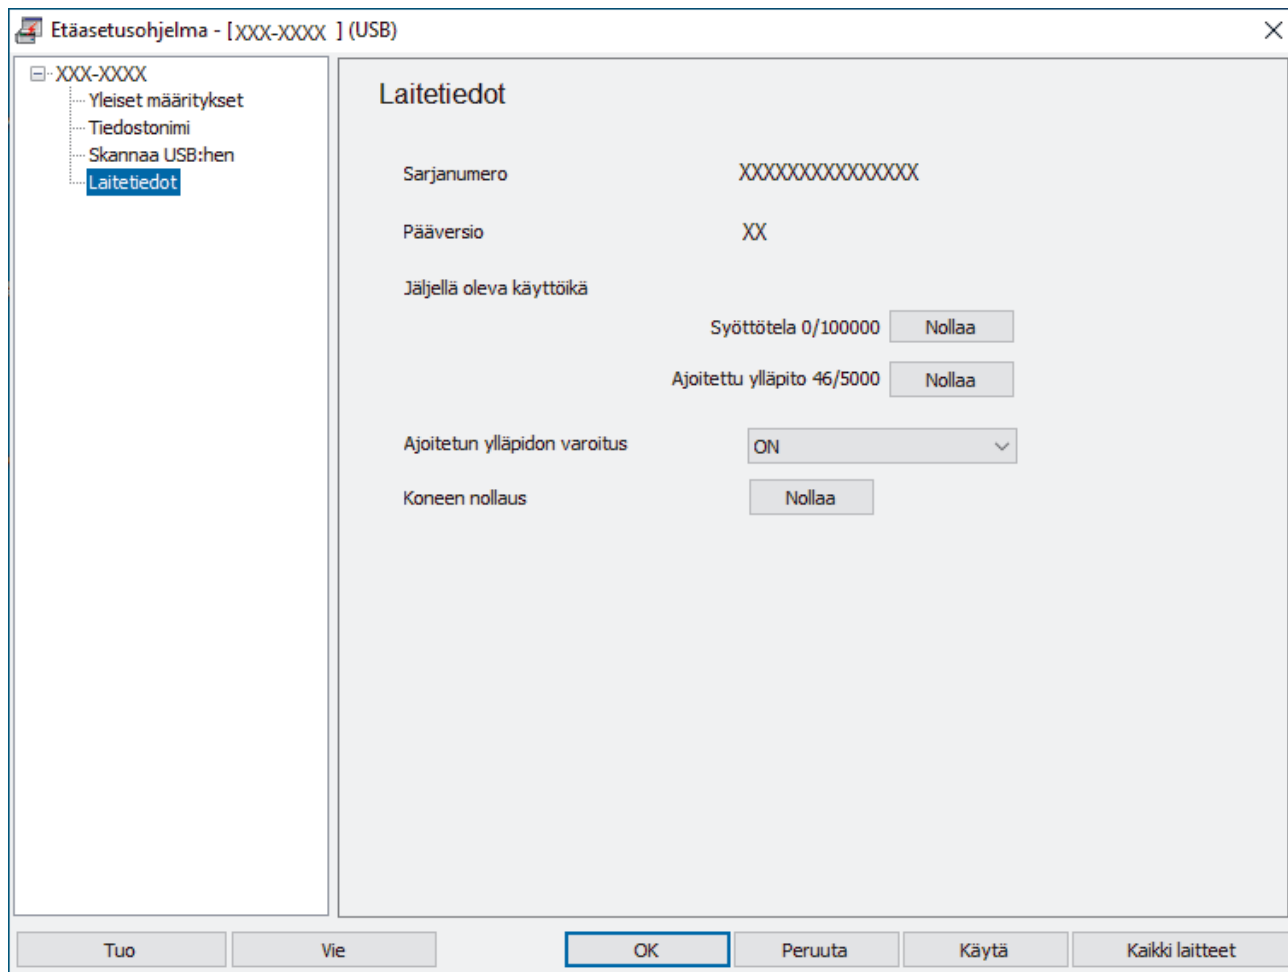 Etäasetusohjelma - [XXX-XXXX ] (USB)
XXX-XXXX
Yleiset määritykset
Tiedostonimi
Skannaa USB:hen
Laitetiedot
Laitetiedot
Sarjanumero XXXXXXXXXXXXXXX
Pääversio XX
Jäljellä oleva käyttöikä
Syöttötela 0/100000 Nollaa
Ajoitettu ylläpito 46/5000 Nollaa
Ajoitetun ylläpidon varoitus ON
Koneen nollaus Nollaa
Tuo Vie OK Peruuta Käytä Kaikki laitteet